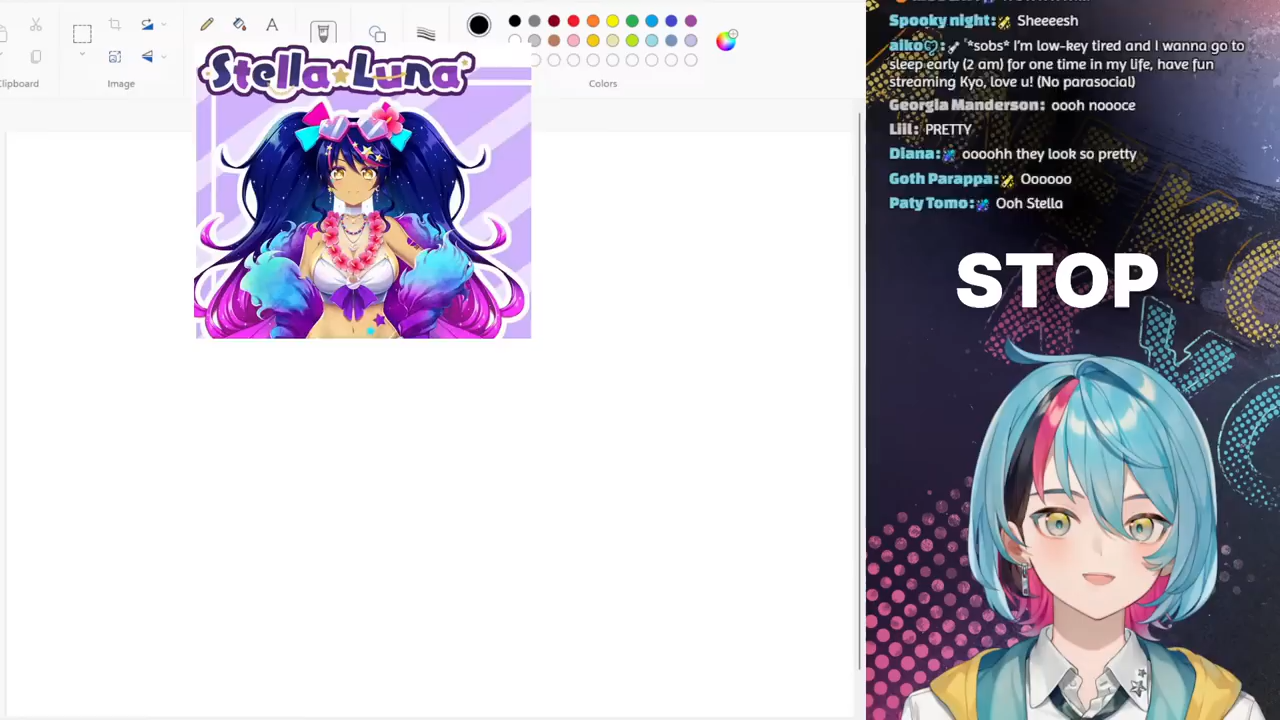 Clipboard
Image
Colors
Stella Luna
Spooky night: Sheeeesh
aiko: *sobs* I'm low-key tired and I wanna go to
sleep early (2 am) for one time in my life, have fun
streaming Kyo, love u! (No parasocial)
Georgia Manderson: oooh noooce
Liil: PRETTY
Diana: oooohh they look so pretty
Goth Parappa: Oooooo
Paty Tomo: Ooh Stella
STOP